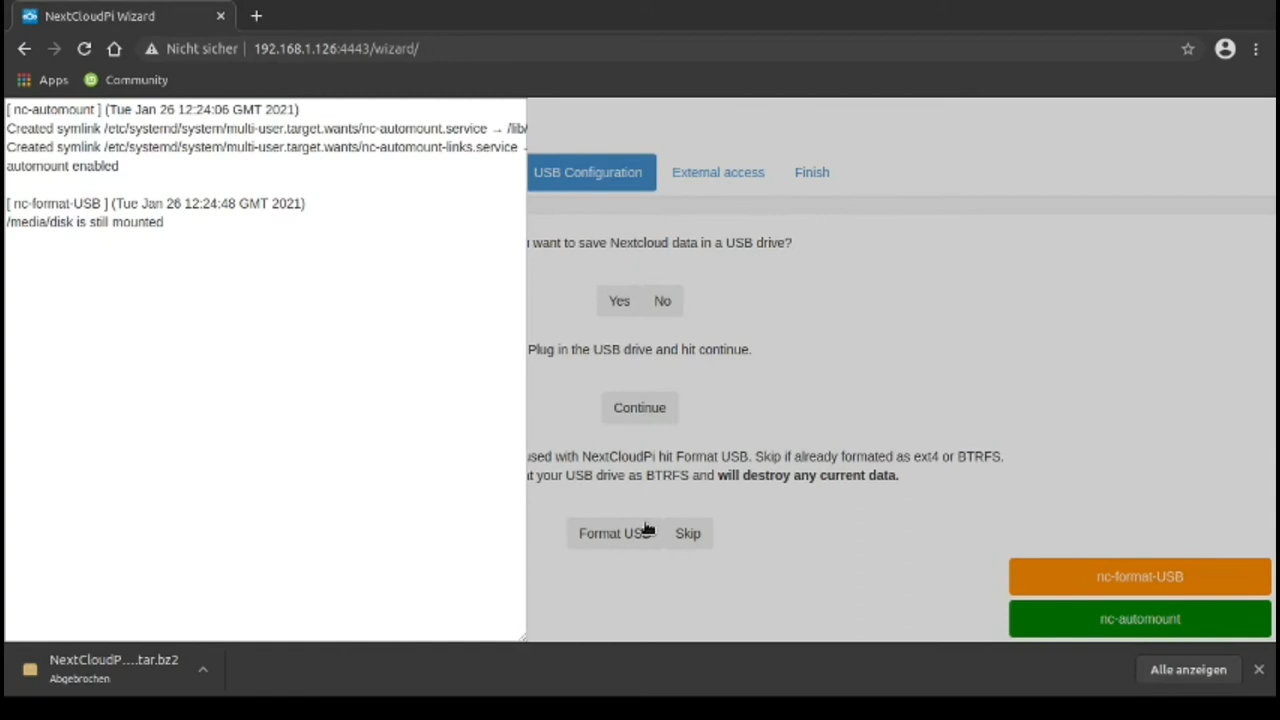 NextCloudPi Wizard
Nicht sicher
192.168.1.126:4443/wizard/
Apps
Community
[ nc-automount ] (Tue Jan 26 12:24:06 GMT 2021)
Created symlink /etc/systemd/system/multi-user.target.wants/nc-automount.service → /lib/
Created symlink /etc/systemd/system/multi-user.target.wants/nc-automount-links.service
automount enabled
[ nc-format-USB ] (Tue Jan 26 12:24:48 GMT 2021)
/media/disk is still mounted
USB Configuration
External access
Finish
want to save Nextcloud data in a USB drive?
Yes
No
Plug in the USB drive and hit continue.
Continue
used with NextCloudPi hit Format USB. Skip if already formated as ext4 or BTRFS.
your USB drive as BTRFS and will destroy any current data.
Format USB
Skip
nc-format-USB
nc-automount
NextCloudP....tar.bz2
Abgebrochen
Alle anzeigen